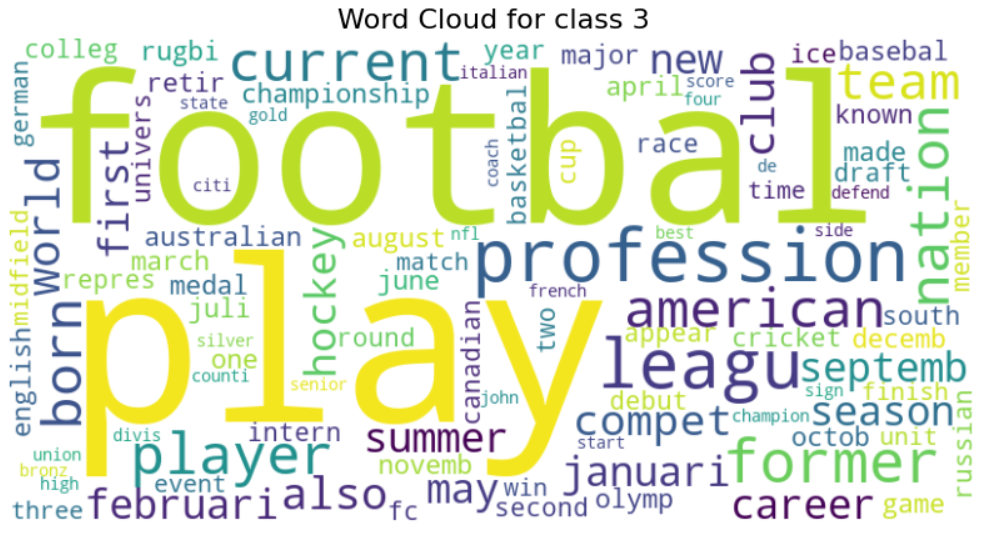 Word Cloud for class 3
colleg rugbi current year major new ice basebal
italian
german retir championship april score team
state gold four club known
univers basketbal coach cup race made
footbal
citi de draft
first time defend nation
world australian august nfl best side member
midfield march match profession
repres medal june french american south
born juli hockey round canadian two appear cricket decemb
play
silver one leagu septemb
english counti senior john debut sign finish
compet champion season russian
divis intern summer start octob unit
union player novemb former
bronz event januari
high also may win olymp career game
three februari fc second